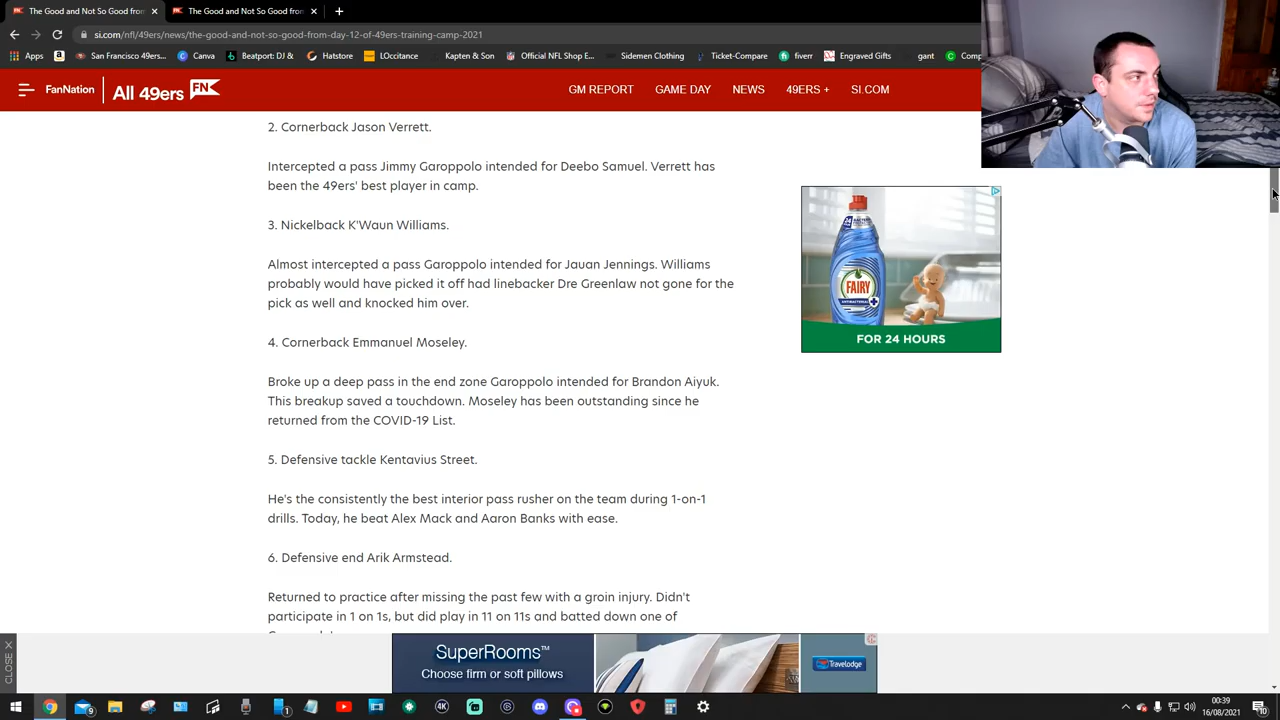 The Good and Not So Good from
The Good and Not So Good from
si.com/nfl/49ers/news/the-good-and-not-so-good-from-day-12-of-49ers-training-camp-2021
Apps
San Francisco 49ers...
Canva
Beatport: DJ &
Hatstore
LOccitance
Kapten & Son
Official NFL Shop E...
Sidemen Clothing
Ticket-Compare
fiverr
Engraved Gifts
gant
Comp
FanNation
All 49ers FN
GM REPORT
GAME DAY
NEWS
49ERS +
SI.COM
2. Cornerback Jason Verrett.
Intercepted a pass Jimmy Garoppolo intended for Deebo Samuel. Verrett has
been the 49ers' best player in camp.
3. Nickelback K'Waun Williams.
Almost intercepted a pass Garoppolo intended for Jauan Jennings. Williams
probably would have picked it off had linebacker Dre Greenlaw not gone for the
pick as well and knocked him over.
4. Cornerback Emmanuel Moseley.
Broke up a deep pass in the end zone Garoppolo intended for Brandon Aiyuk.
This breakup saved a touchdown. Moseley has been outstanding since he
returned from the COVID-19 List.
5. Defensive tackle Kentavius Street.
He's the consistently the best interior pass rusher on the team during 1-on-1
drills. Today, he beat Alex Mack and Aaron Banks with ease.
6. Defensive end Arik Armstead.
Returned to practice after missing the past few with a groin injury. Didn't
participate in 1 on 1s, but did play in 11 on 11s and batted down one of
FAIRY
ANTIBACTERIAL
FOR 24 HOURS
CLOSE X
SuperRooms™
Choose firm or soft pillows
Travelodge
4K
00:39
16/08/2021